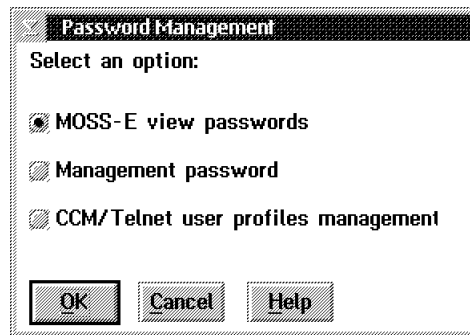 Password Management
Select an option:
MOSS-E view passwords
Management password
CCM/Telnet user profiles management
OK
Cancel
Help